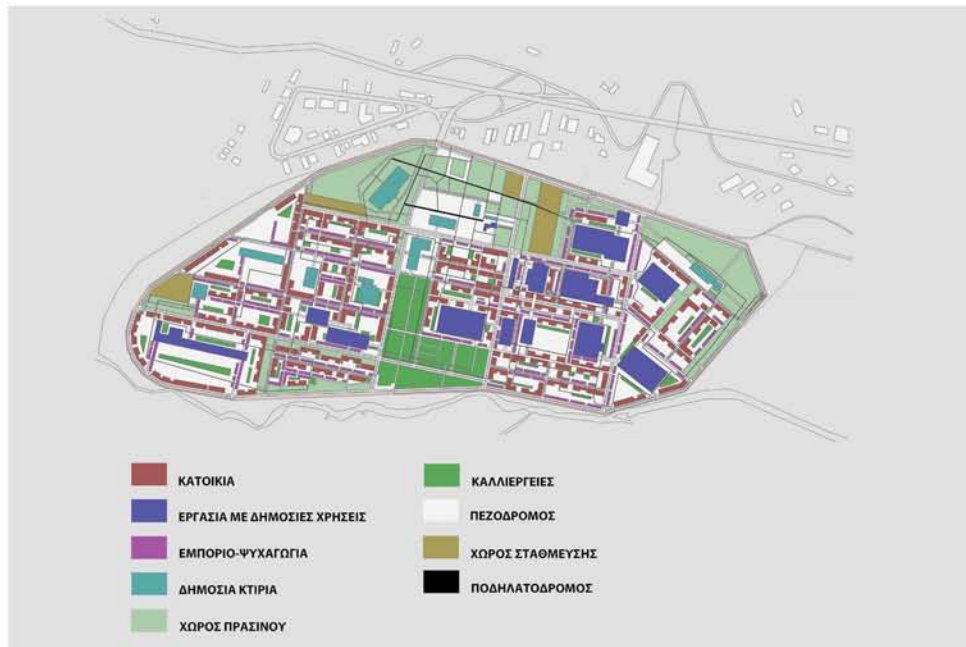 ΚΑΤΟΙΚΙΑ
ΕΡΓΑΣΙΑ ΜΕ ΔΗΜΟΣΙΕΣ ΧΡΗΣΕΙΣ
ΕΜΠΟΡΙΟ-ΨΥΧΑΓΩΓΙΑ
ΔΗΜΟΣΙΑ ΚΤΙΡΙΑ
ΧΩΡΟΣ ΠΡΑΣΙΝΟΥ
ΚΑΛΛΙΕΡΓΕΙΕΣ
ΠΕΖΟΔΡΟΜΟΣ
ΧΩΡΟΣ ΣΤΑΘΜΕΥΣΗΣ
ΠΟΔΗΛΑΤΟΔΡΟΜΟΣ